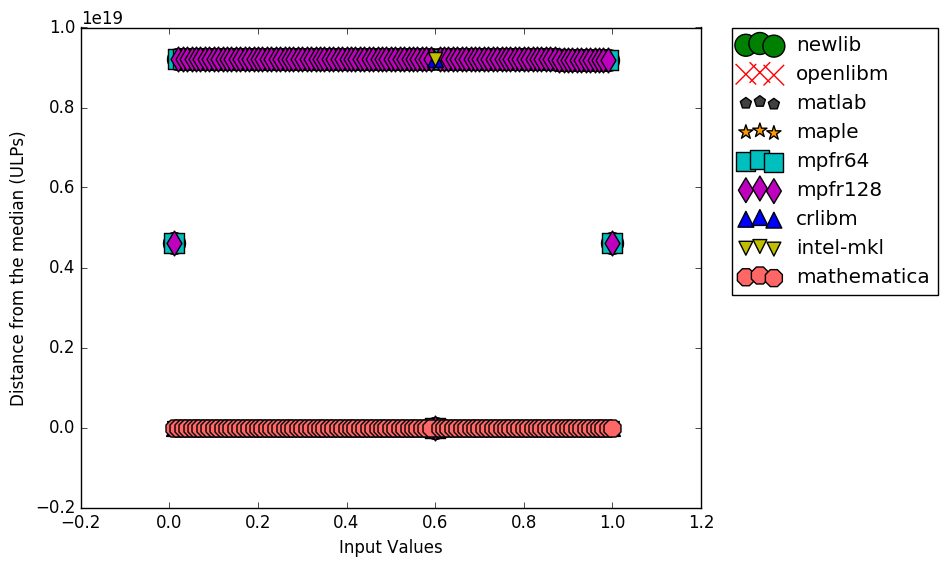 1e19
1.0
0.8
0.6
0.4
0.2
0.0
−0.2
−0.2
0.0
0.2
0.4
0.6
0.8
1.0
1.2
Distance from the median (ULPs)
Input Values
newlib
openlibm
matlab
maple
mpfr64
mpfr128
crlibm
intel-mkl
mathematica